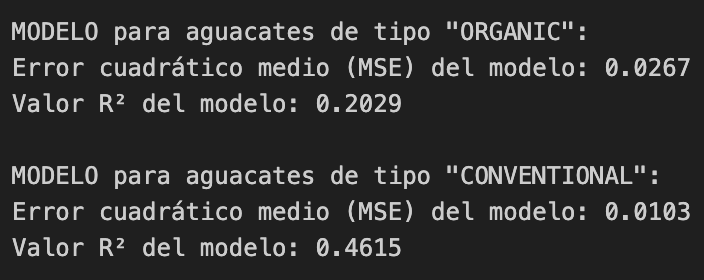 MODELO para aguacates de tipo "ORGANIC":
Error cuadrático medio (MSE) del modelo: 0.0267
Valor R² del modelo: 0.2029
MODELO para aguacates de tipo "CONVENTIONAL":
Error cuadrático medio (MSE) del modelo: 0.0103
Valor R² del modelo: 0.4615